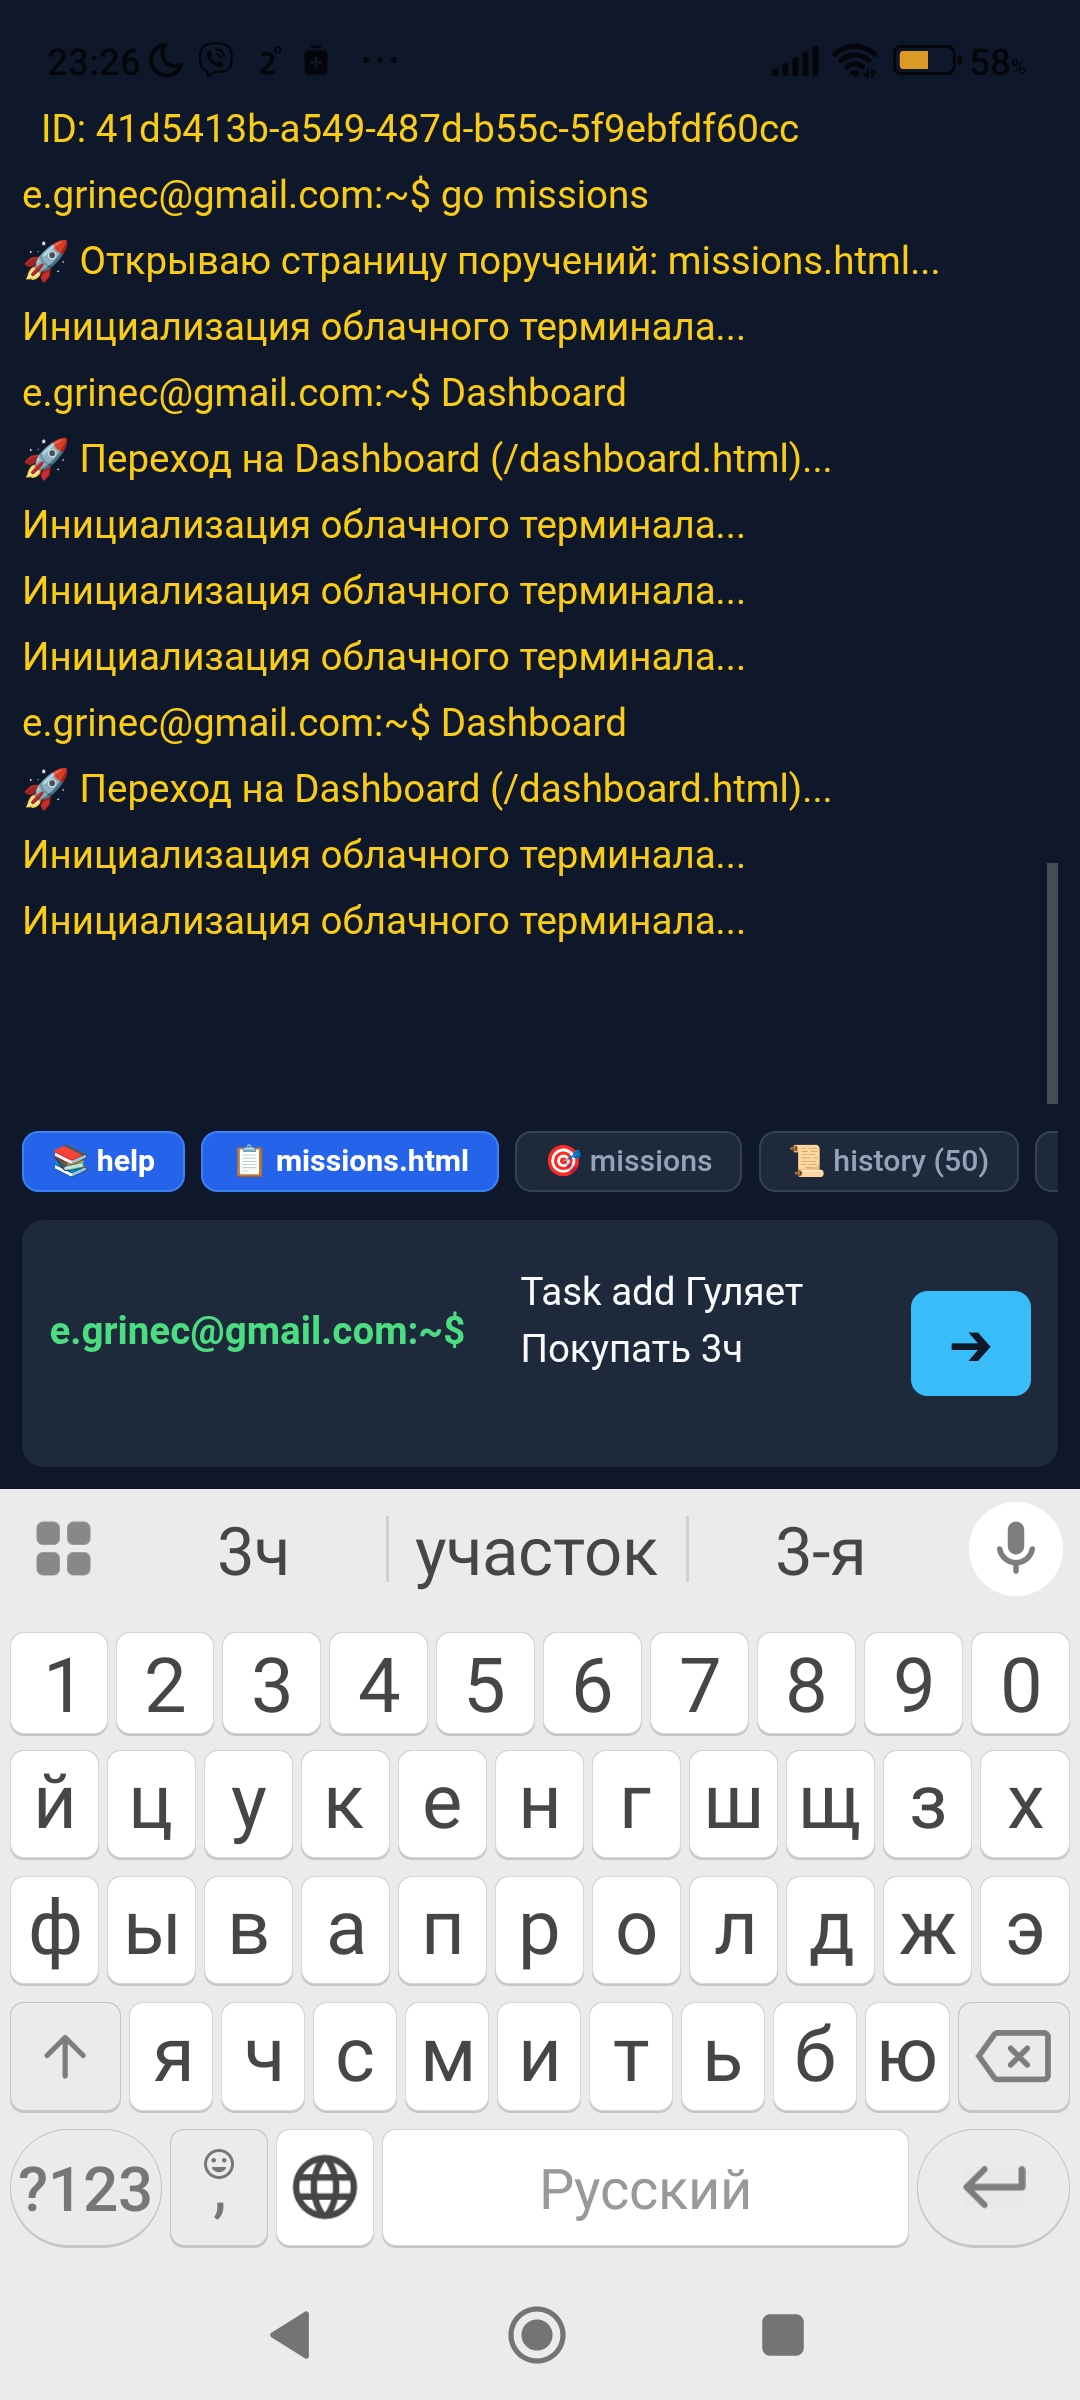 23:26 2° 58%
ID: 41d5413b-a549-487d-b55c-5f9ebfdf60cc
e.grinec@gmail.com:~$ go missions
🚀 Открываю страницу поручений: missions.html...
Инициализация облачного терминала...
e.grinec@gmail.com:~$ Dashboard
🚀 Переход на Dashboard (/dashboard.html)...
Инициализация облачного терминала...
Инициализация облачного терминала...
Инициализация облачного терминала...
e.grinec@gmail.com:~$ Dashboard
🚀 Переход на Dashboard (/dashboard.html)...
Инициализация облачного терминала...
Инициализация облачного терминала...
📚 help 📋 missions.html 🎯 missions 📜 history (50)
e.grinec@gmail.com:~$
Task add Гуляет
Покупать 3ч
➔
3ч участок 3-я
1 2 3 4 5 6 7 8 9 0
й ц у к е н г ш щ з х
ф ы в а п р о л д ж э
я ч с м и т ь б ю
?123 , Русский